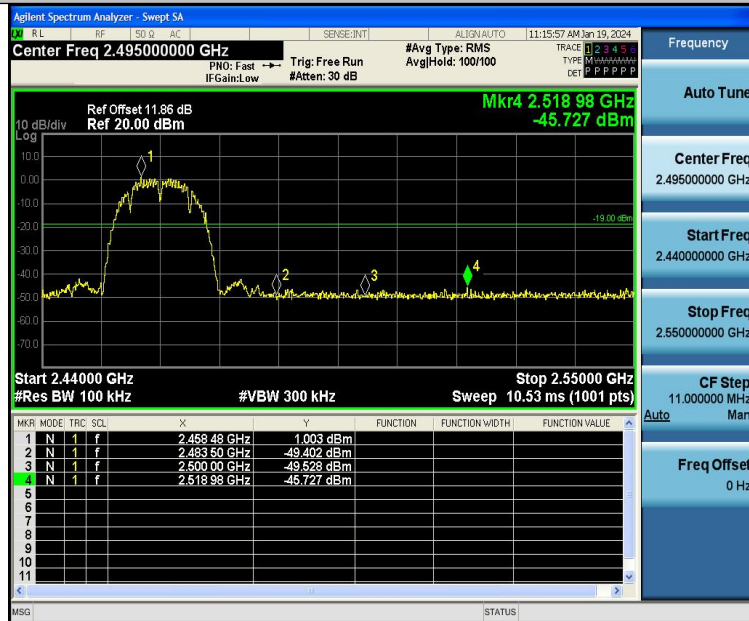 Agilent Spectrum Analyzer - Swept SA
LXI RL RF 50 Ω AC SENSE:INT ALIGNAUTO 11:15:57 AM Jan 19, 2024
Center Freq 2.495000000 GHz
#Avg Type: RMS
TRACE 1 2 3 4 5 6
PNO: Fast
Trig: Free Run
Avg|Hold: 100/100
TYPE M
IFGain:Low
#Atten: 30 dB
DET P P P P P P
Mkr4 2.518 98 GHz
Ref Offset 11.86 dB
-45.727 dBm
10 dB/div Ref 20.00 dBm
Log
10.0
0.00
-10.0
-20.0
-30.0
-40.0
-50.0
-60.0
-70.0
1
-19.00 dBm
2
3
4
Start 2.44000 GHz
Stop 2.55000 GHz
#Res BW 100 kHz #VBW 300 kHz Sweep 10.53 ms (1001 pts)
MKR MODE TRC SCL X Y FUNCTION FUNCTION WIDTH FUNCTION VALUE
1 N 1 f 2.458 48 GHz 1.003 dBm
2 N 1 f 2.483 50 GHz -49.402 dBm
3 N 1 f 2.500 00 GHz -49.528 dBm
4 N 1 f 2.518 98 GHz -45.727 dBm
5
6
7
8
9
10
11
MSG STATUS
Frequency
Auto Tune
Center Freq
2.495000000 GHz
Start Freq
2.440000000 GHz
Stop Freq
2.550000000 GHz
CF Step
11.000000 MHz
Auto Man
Freq Offset
0 Hz